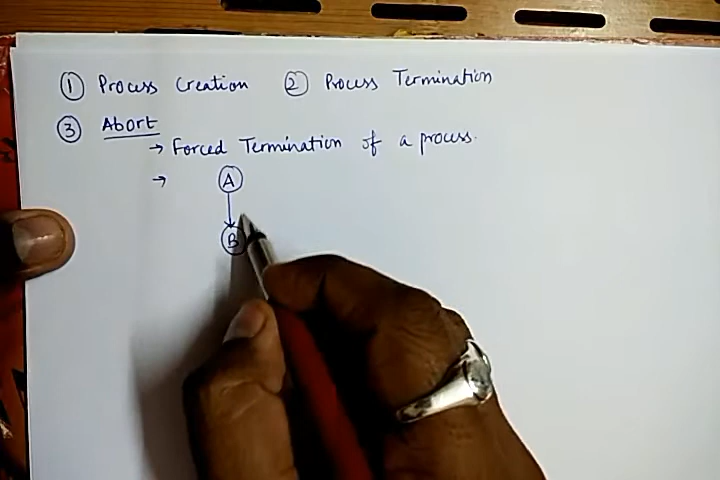 ① Process Creation ② Process Termination
③ Abort
→ Forced Termination of a process.
→ A
B